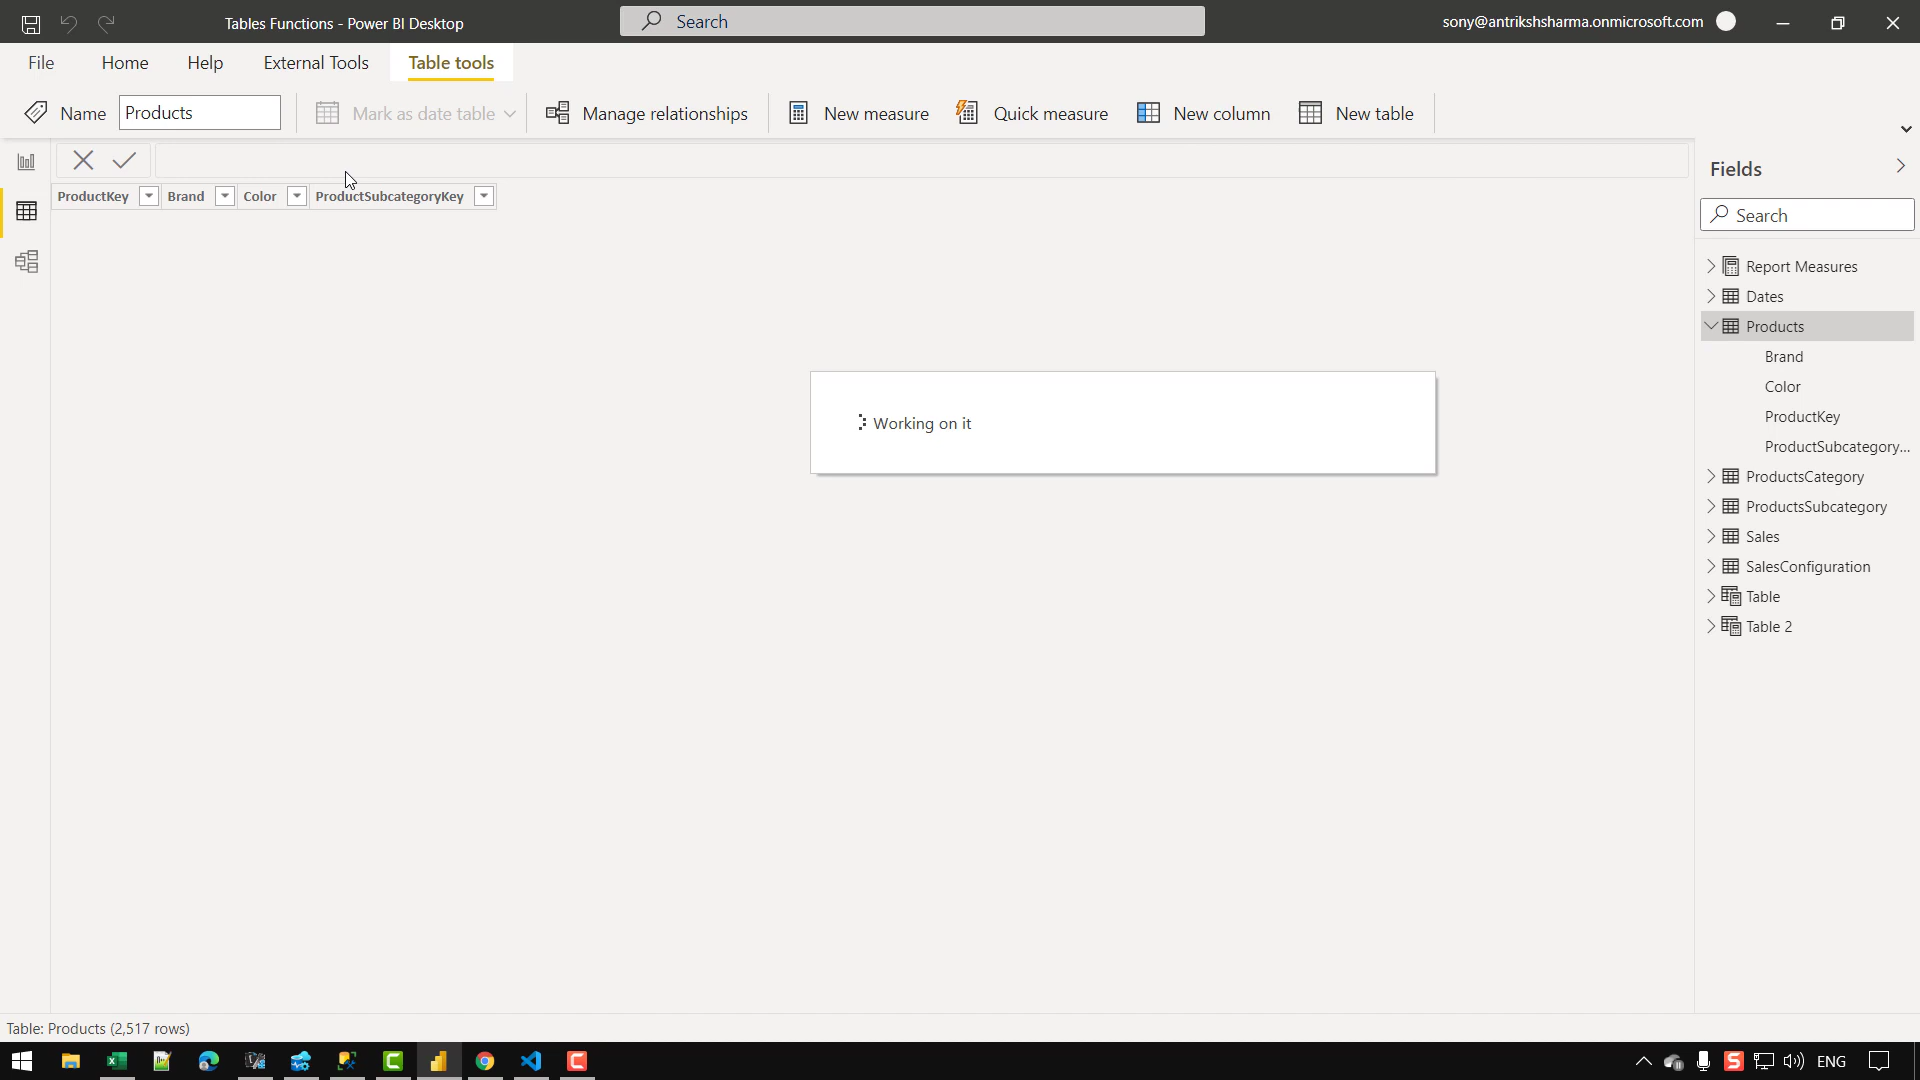 Tables Functions - Power BI Desktop
Search
sony@antrikshsharma.onmicrosoft.com
File
Home
Help
External Tools
Table tools
Name
Products
Mark as date table
Manage relationships
New measure
Quick measure
New column
New table
ProductKey
Brand
Color
ProductSubcategoryKey
Working on it
Fields
Search
Report Measures
Dates
Products
Brand
Color
ProductKey
ProductSubcategory...
ProductsCategory
ProductsSubcategory
Sales
SalesConfiguration
Table
Table 2
Table: Products (2,517 rows)
ENG